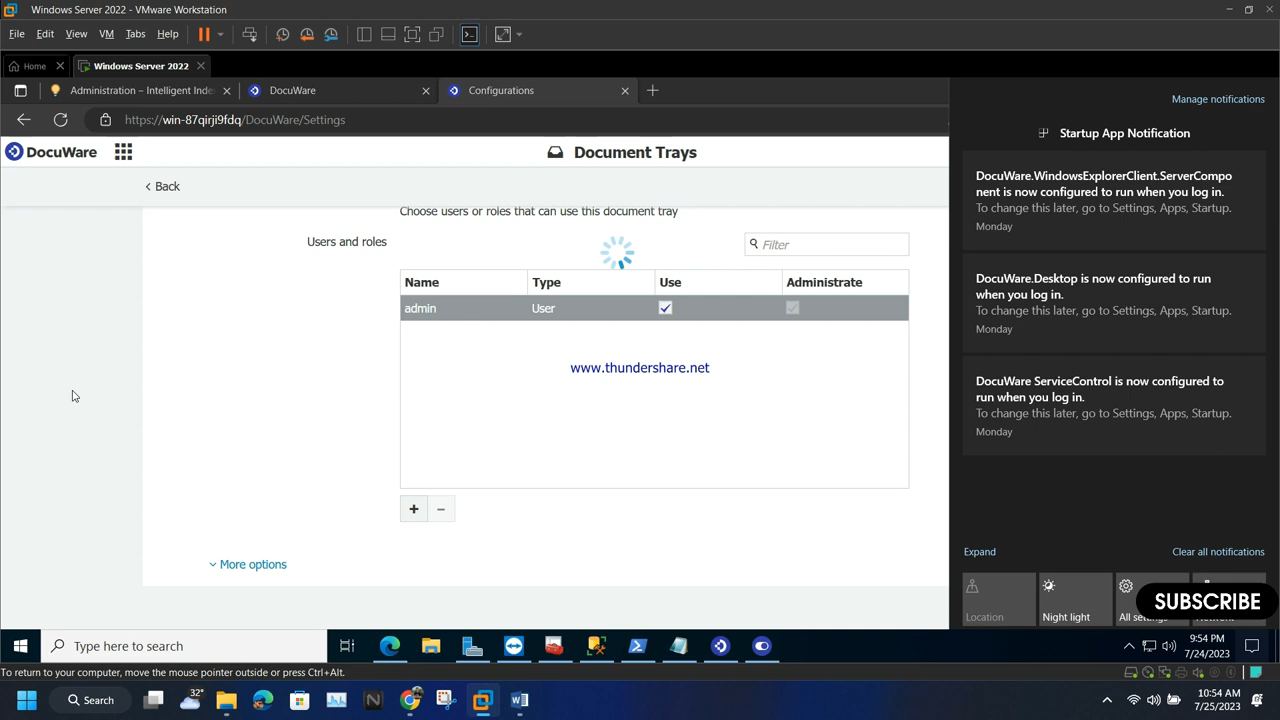 Windows Server 2022 - VMware Workstation
File Edit View VM Tabs Help
Home Windows Server 2022
Administration – Intelligent Inde DocuWare Configurations
https://win-87qirji9fdq/DocuWare/Settings
DocuWare Document Trays
Back
Choose users or roles that can use this document tray
Users and roles Filter
Name Type Use Administrate
admin User
www.thundershare.net
More options
Manage notifications
Startup App Notification
DocuWare.WindowsExplorerClient.ServerCompo
nent is now configured to run when you log in.
To change this later, go to Settings, Apps, Startup.
Monday
DocuWare.Desktop is now configured to run
when you log in.
To change this later, go to Settings, Apps, Startup.
Monday
DocuWare ServiceControl is now configured to
run when you log in.
To change this later, go to Settings, Apps, Startup.
Monday
Expand Clear all notifications
Location Night light All settings
SUBSCRIBE
Type here to search
9:54 PM
7/24/2023
To return to your computer, move the mouse pointer outside or press Ctrl+Alt.
Search 32°
10:54 AM
7/25/2023